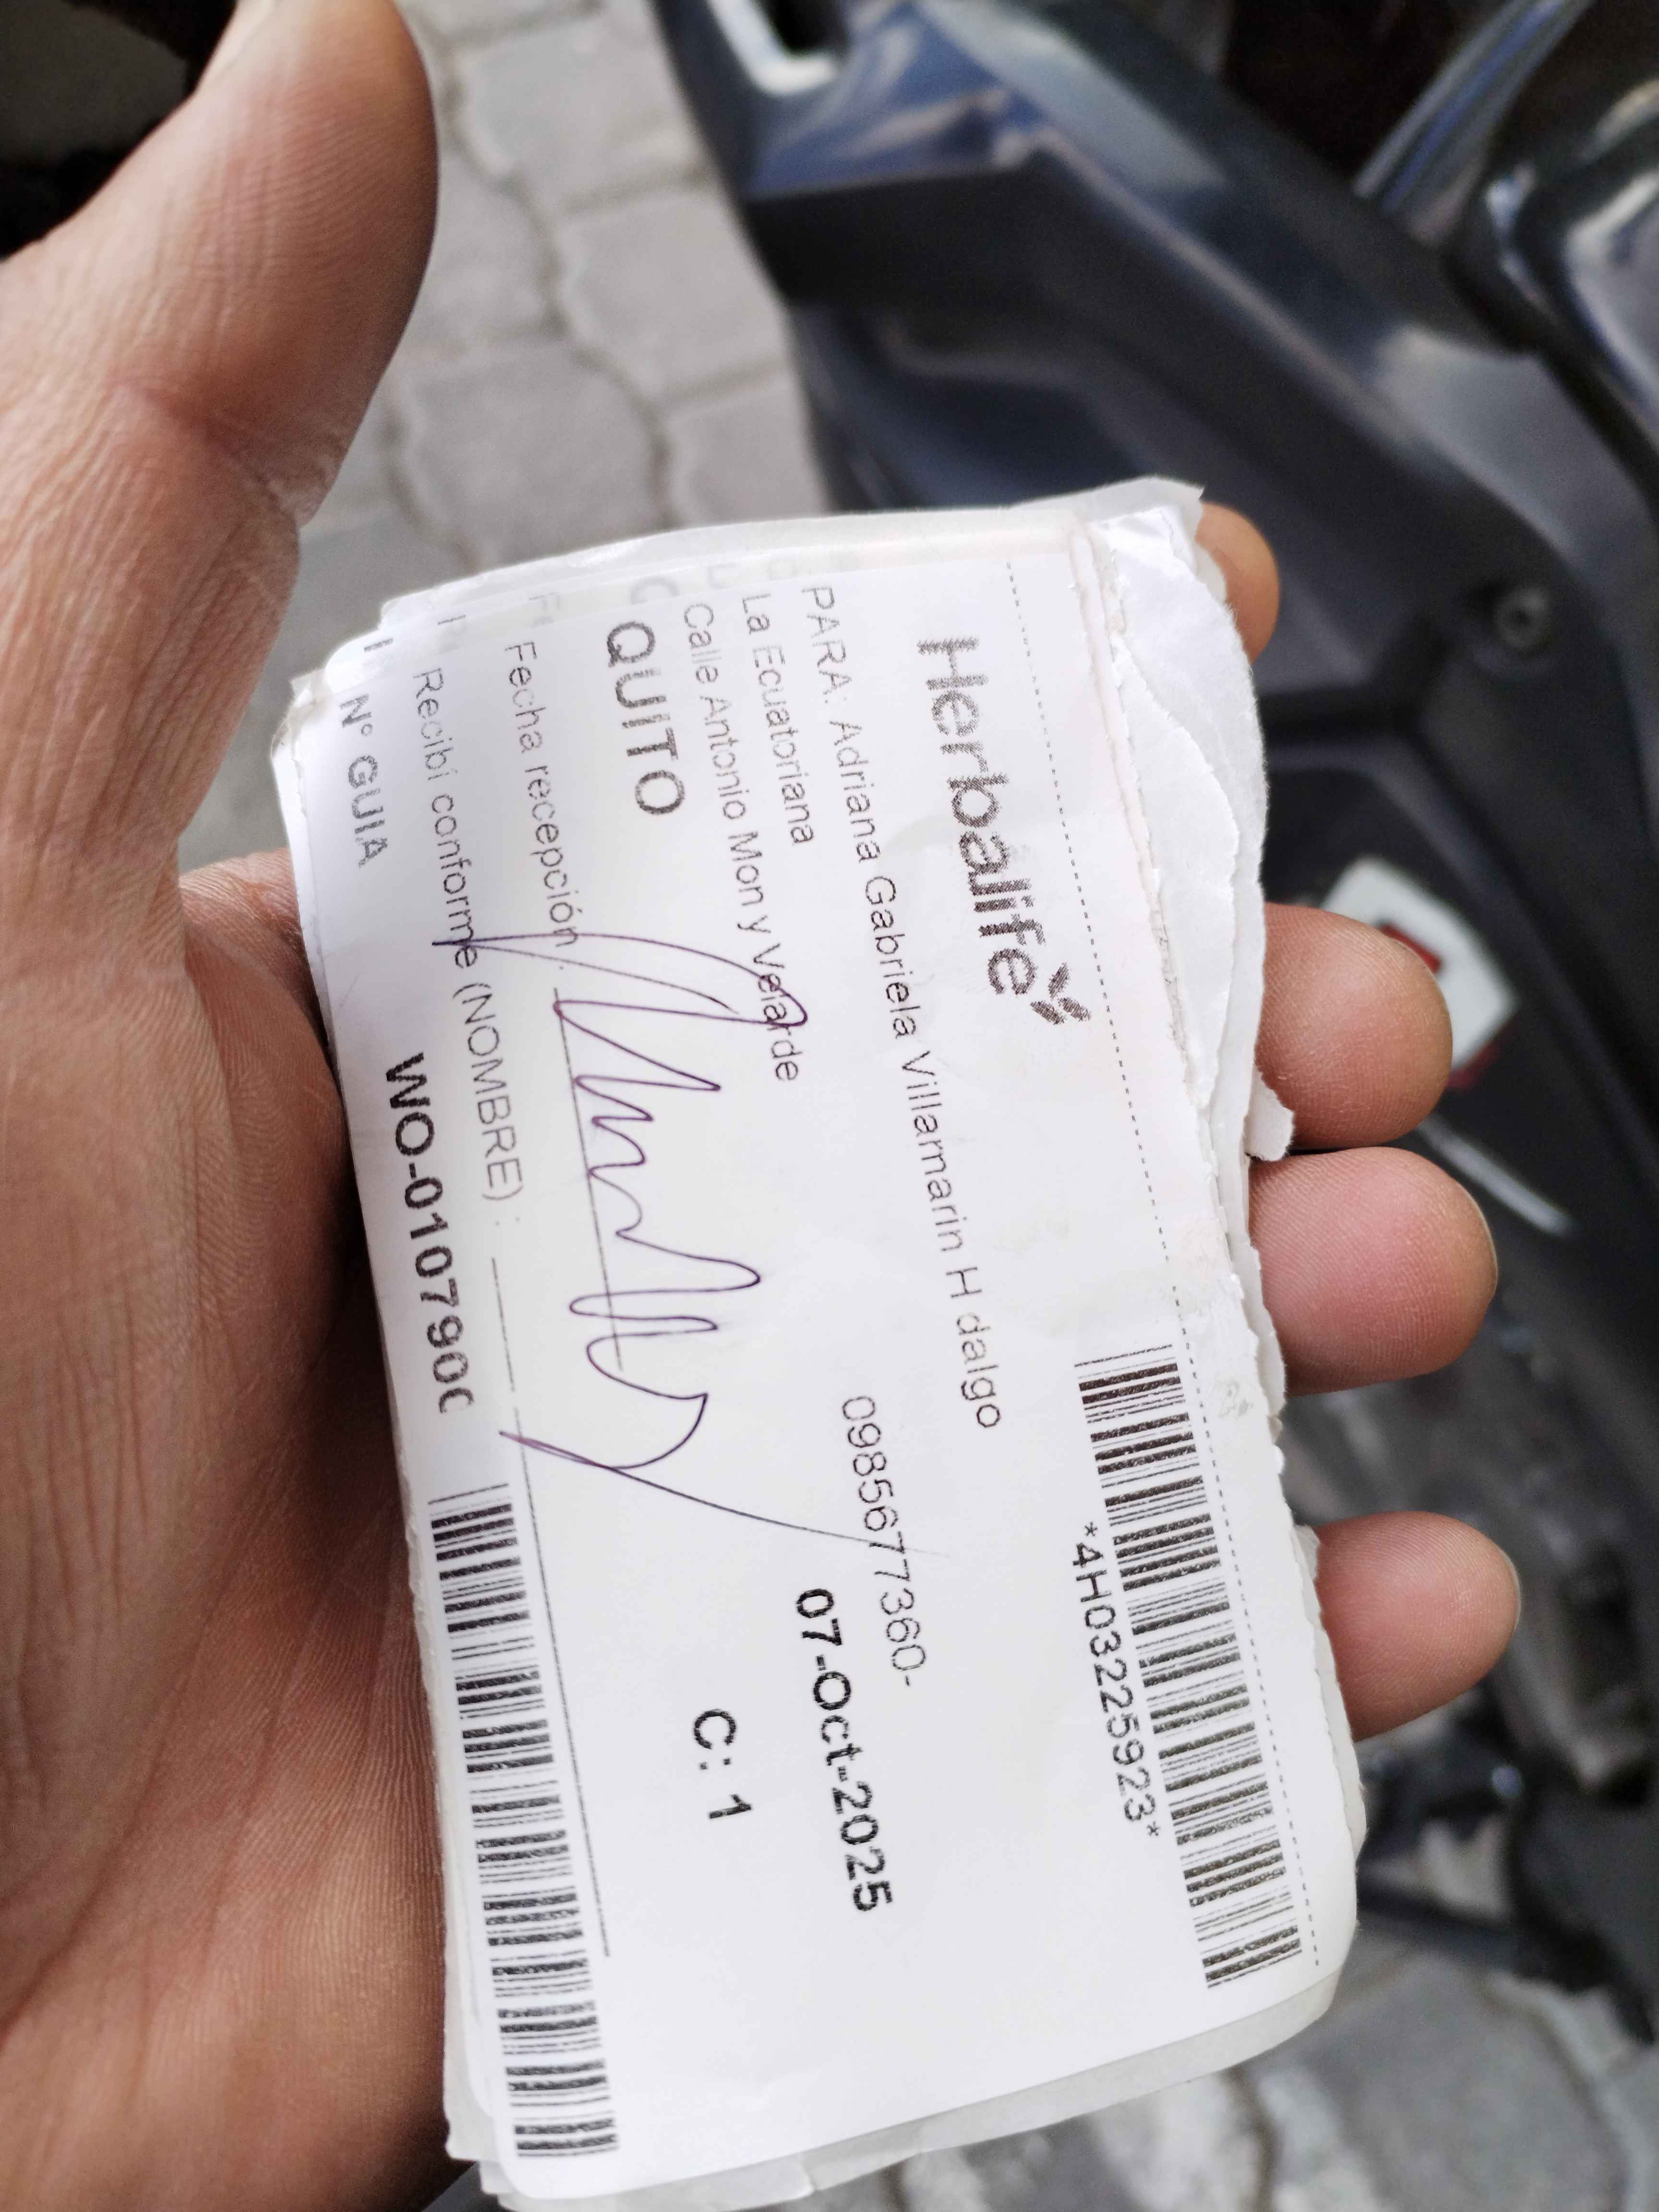 Herbalife
*4H03225923*
PARA: Adriana Gabriela Villamarin H dalgo
La Ecuatoriana
0985677360-
Calle Antonio Mon y Velarde
07-Oct-2025
QUITO
C: 1
Fecha recepción
Recibí conforme (NOMBRE) :
N° GUIA WO-0107900